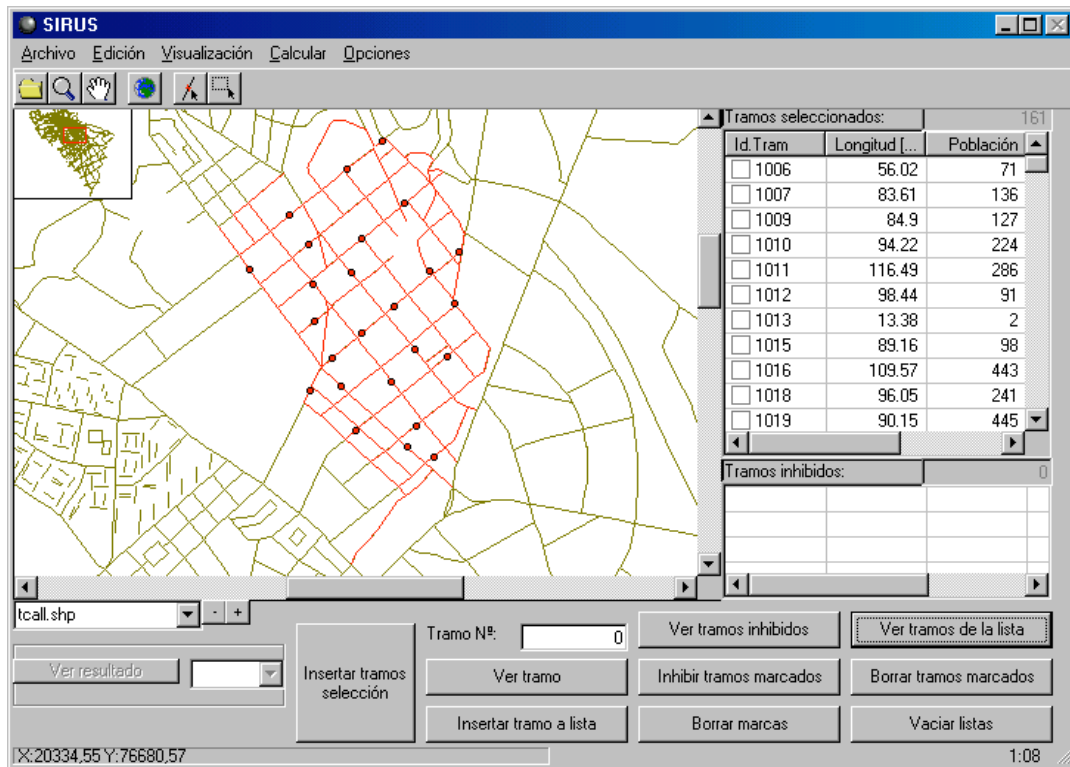 SIRUS
Archivo Edición Visualización Calcular Opciones
Tramos seleccionados: 161
Id.Tram Longitud [... Población
1006 56.02 71
1007 83.61 136
1009 84.9 127
1010 94.22 224
1011 116.49 286
1012 98.44 91
1013 13.38 2
1015 89.16 98
1016 109.57 443
1018 96.05 241
1019 90.15 445
Tramos inhibidos: 0
tcall.shp - +
Ver resultado
Insertar tramos selección
Tramo Nª: 0
Ver tramo
Insertar tramo a lista
Ver tramos inhibidos
Inhibir tramos marcados
Borrar marcas
Ver tramos de la lista
Borrar tramos marcados
Vaciar listas
X:20334,55 Y:76680,57 1:08